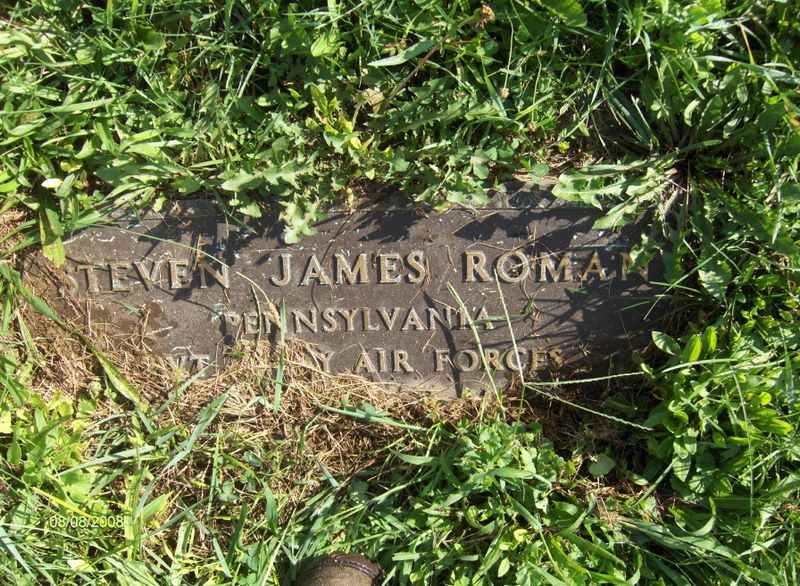 STEVEN JAMES ROMAN
PENNSYLVANIA
AIR FORCES
08/08/2008